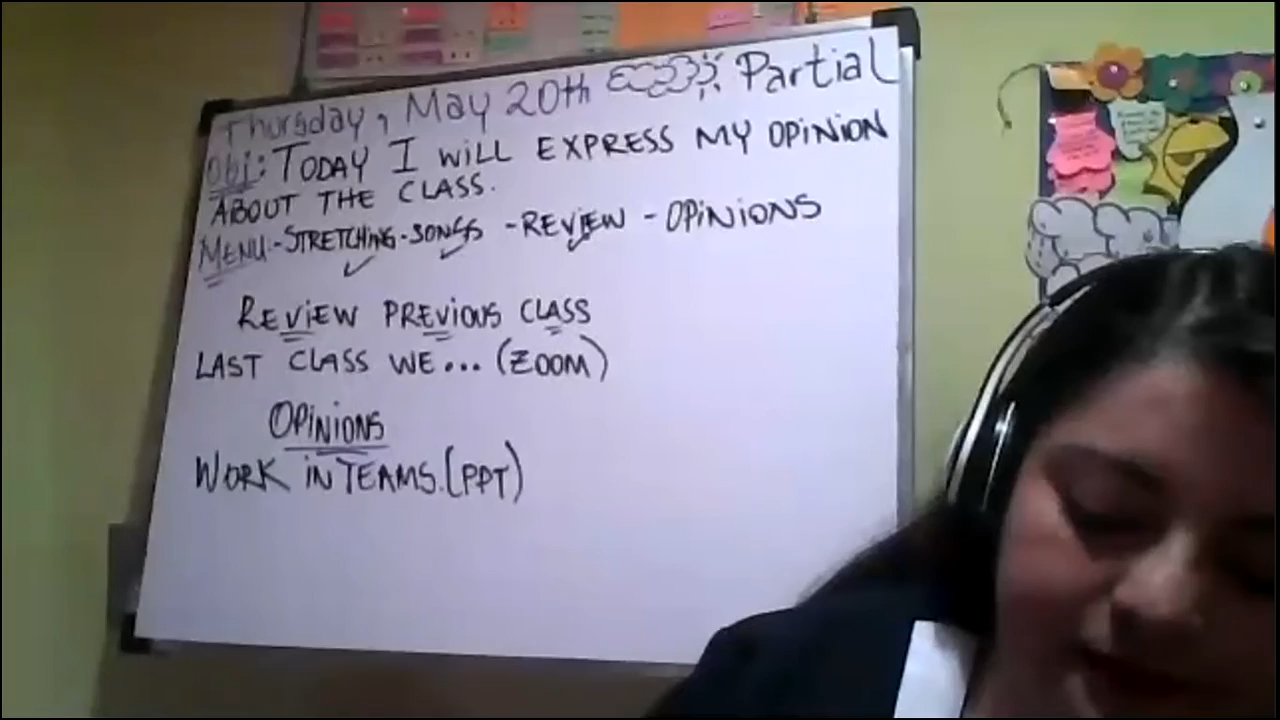 Thursday, May 20th Partial
Obj: TODAY I WILL EXPRESS MY OPINION
ABOUT THE CLASS.
MENU:-STRETCHING-SONGS -REVIEW -OPINIONS
REVIEW PREVIOUS CLASS
LAST CLASS WE... (ZOOM)
OPINIONS
WORK IN TEAMS.(PPT)